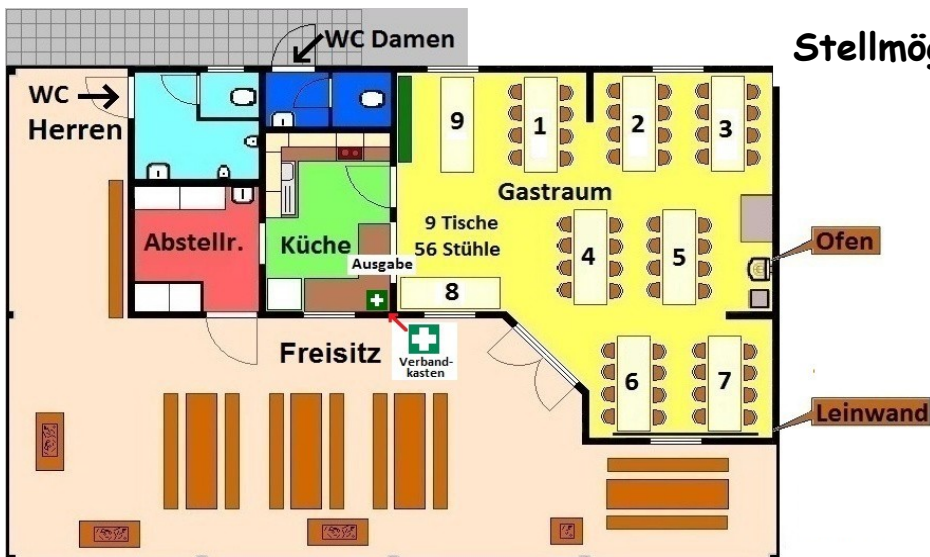 Stellmög
WC Damen
WC
Herren
9
1
2
3
Gastraum
9 Tische
56 Stühle
Abstellr.
Küche
Ausgabe
4
5
Ofen
8
Freisitz
Verband-
kasten
6
7
Leinwand